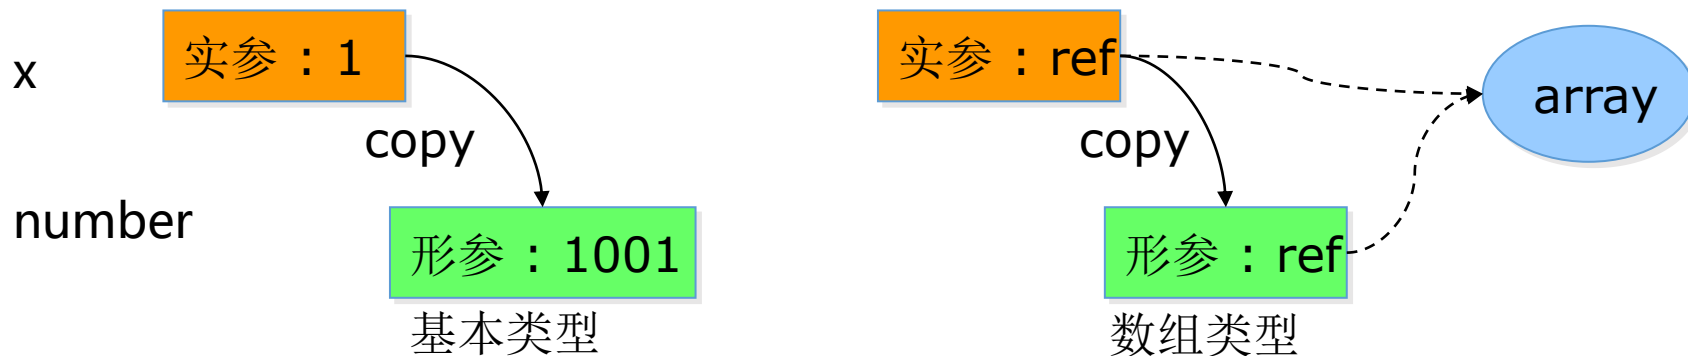 x
实参：1
copy
number
形参：1001
基本类型
实参：ref
array
copy
形参：ref
数组类型